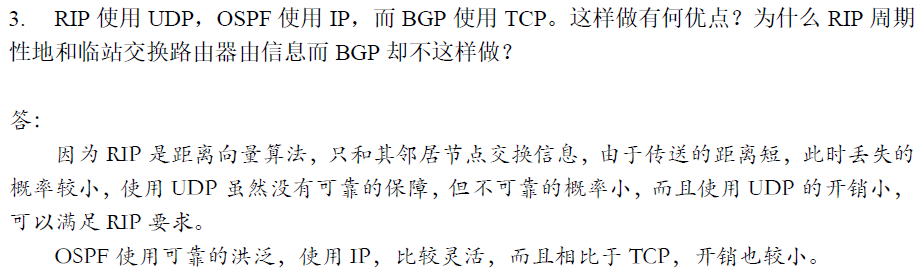 3. RIP 使用 UDP，OSPF 使用 IP，而 BGP 使用 TCP。这样做有何优点？为什么 RIP 周期
性地和临站交换路由器由信息而 BGP 却不这样做？
答：
因为 RIP 是距离向量算法，只和其邻居节点交换信息，由于传送的距离短，此时丢失的
概率较小，使用 UDP 虽然没有可靠的保障，但不可靠的概率小，而且使用 UDP 的开销小，
可以满足 RIP 要求。
OSPF 使用可靠的洪泛，使用 IP，比较灵活，而且相比于 TCP，开销也较小。